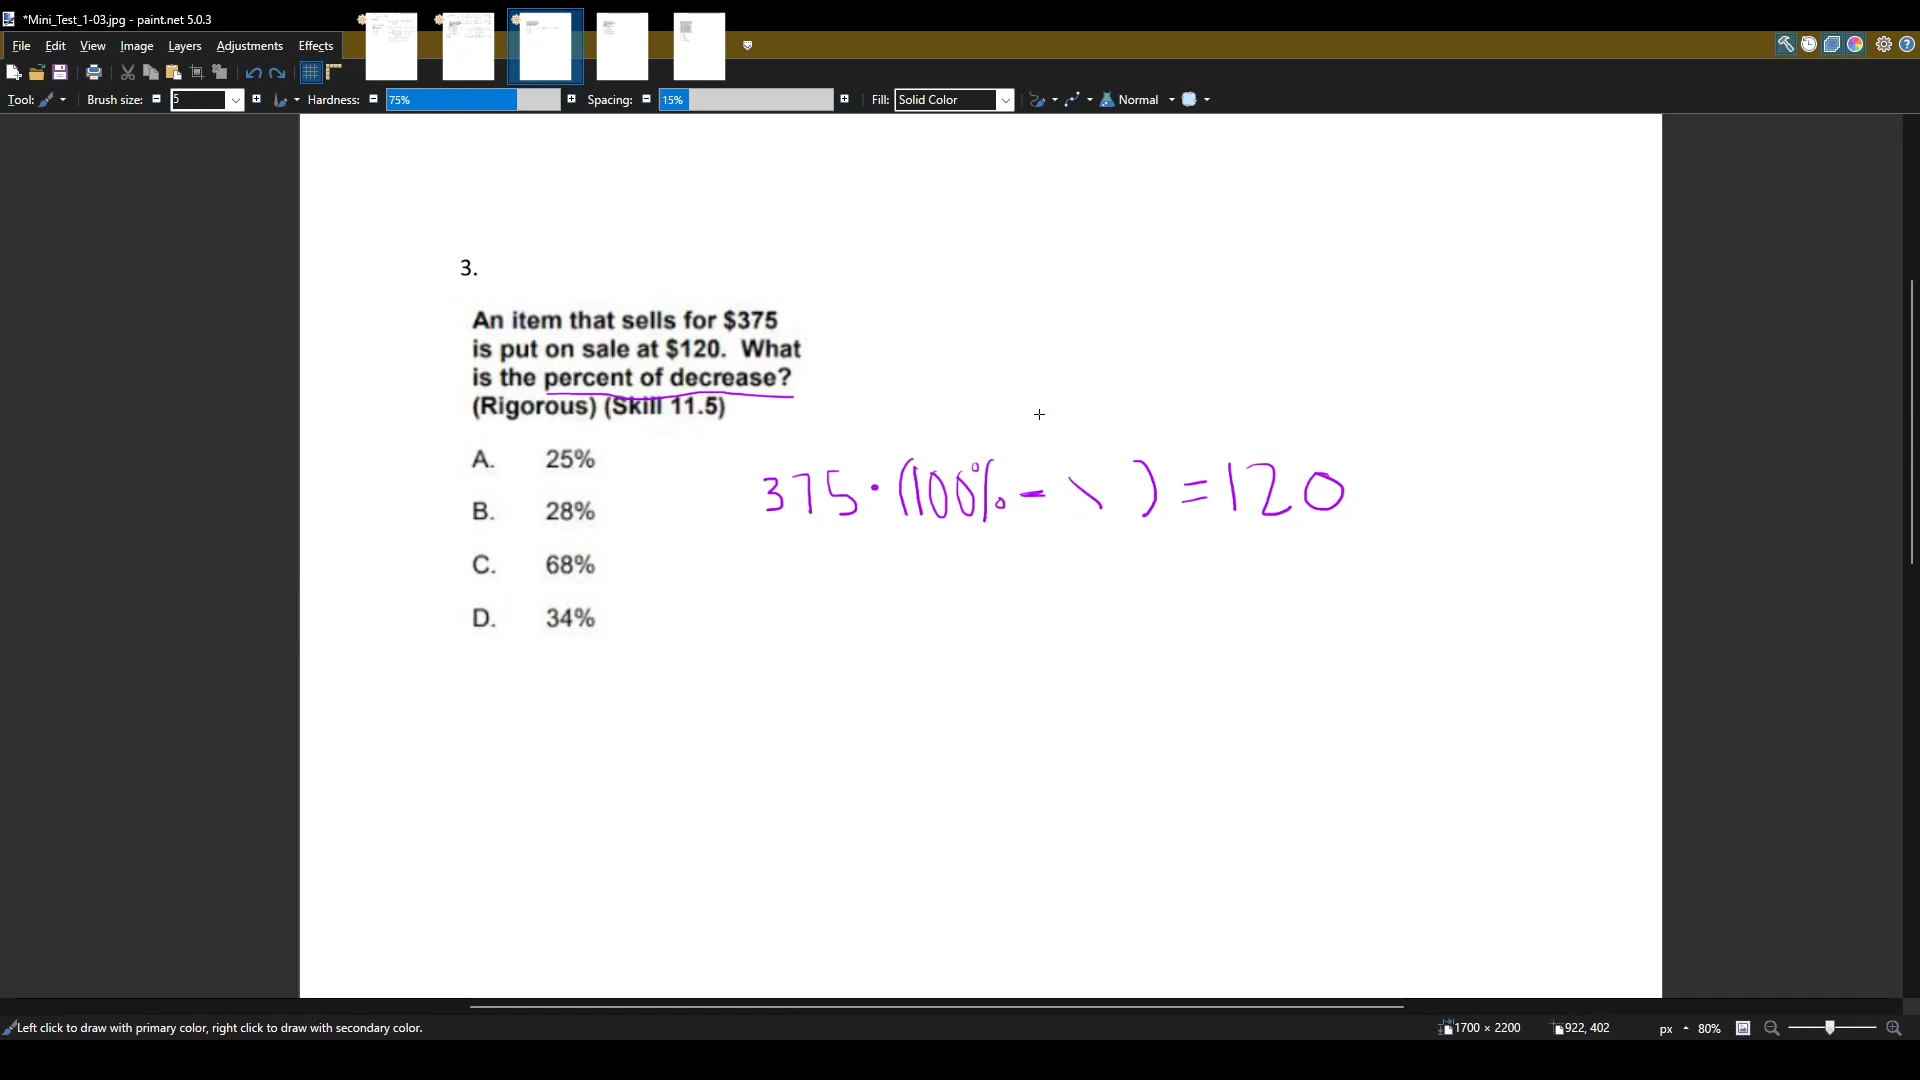 *Mini_Test_1-03.jpg - paint.net 5.0.3
File Edit View Image Layers Adjustments Effects
Tool: Brush size: 5 Hardness: 75% Spacing: 15% Fill: Solid Color Normal
3.
An item that sells for $375
is put on sale at $120. What
is the percent of decrease?
(Rigorous) (Skill 11.5)
A. 25%
B. 28%
C. 68%
D. 34%
375·(100%- \ )=120
Left click to draw with primary color, right click to draw with secondary color.
1700 × 2200 922, 402 px 80%